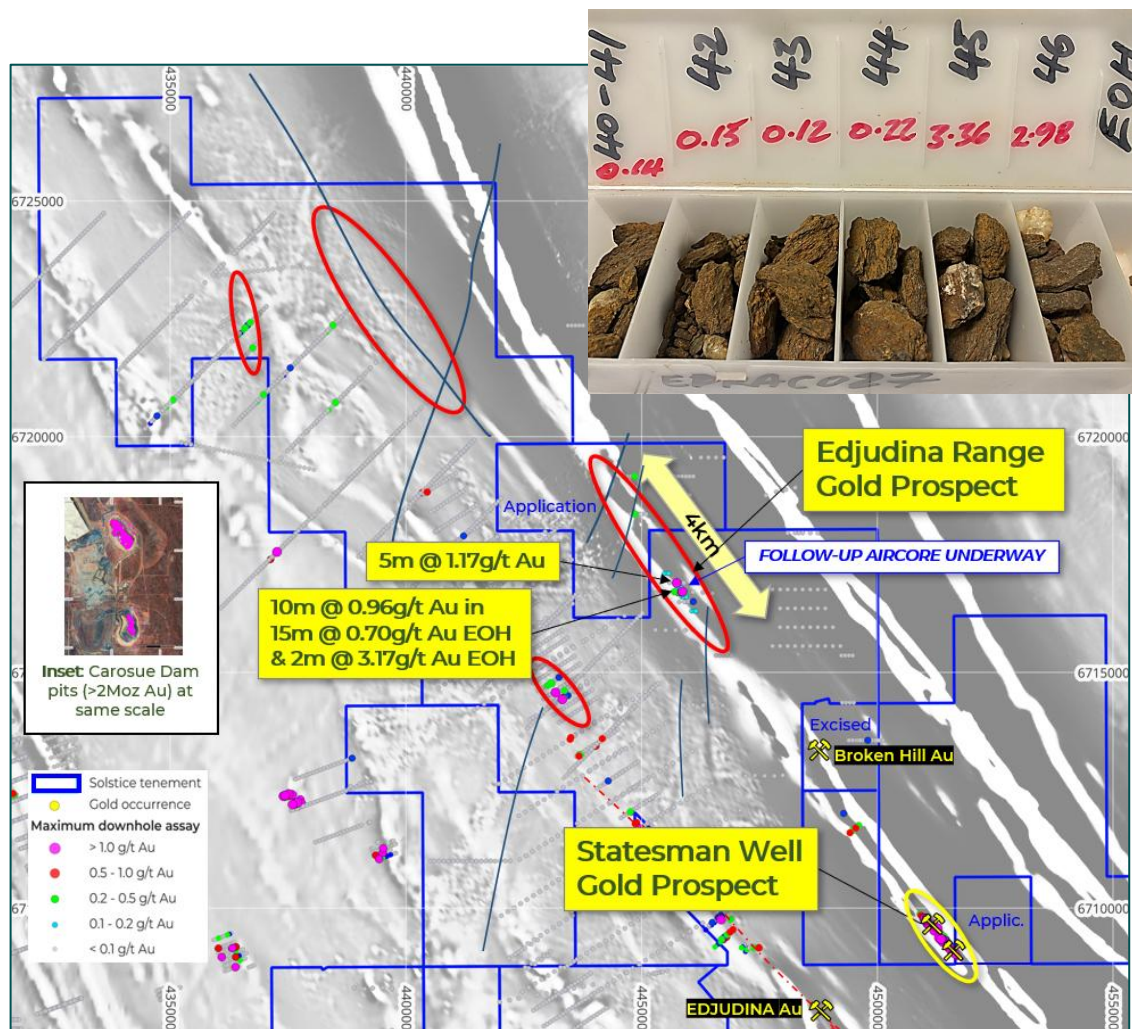 40-41
42
43
44
45
46
EOH
0.14
0.15
0.12
0.22
3.36
2.98
435000
440000
6725000
6720000
6720000
Edjudina Range
Gold Prospect
4km
Application
FOLLOW-UP AIRCORE UNDERWAY
5m @ 1.17g/t Au
10m @ 0.96g/t Au in
15m @ 0.70g/t Au EOH
& 2m @ 3.17g/t Au EOH
6715000
6715000
Inset: Carosue Dam
pits (>2Moz Au) at
same scale
Excised
Broken Hill Au
Solstice tenement
Gold occurrence
Maximum downhole assay
> 1.0 g/t Au
0.5 - 1.0 g/t Au
0.2 - 0.5 g/t Au
0.1 - 0.2 g/t Au
< 0.1 g/t Au
Statesman Well
Gold Prospect
6710000
Applic.
EDJUDINA Au
435000
440000
445000
450000
455000